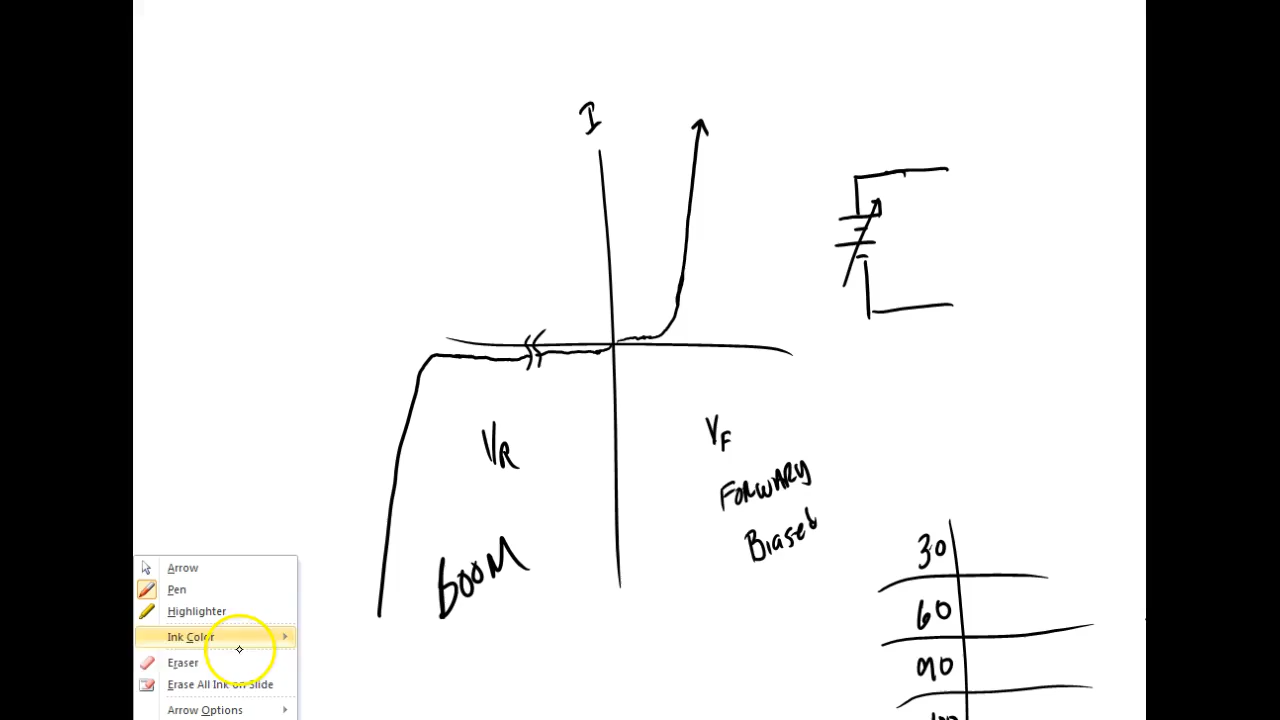 I
VR
VF
FORWARD
Biased
BOOM
30
60
90
Arrow
Pen
Highlighter
Ink Color
Eraser
Erase All Ink on Slide
Arrow Options